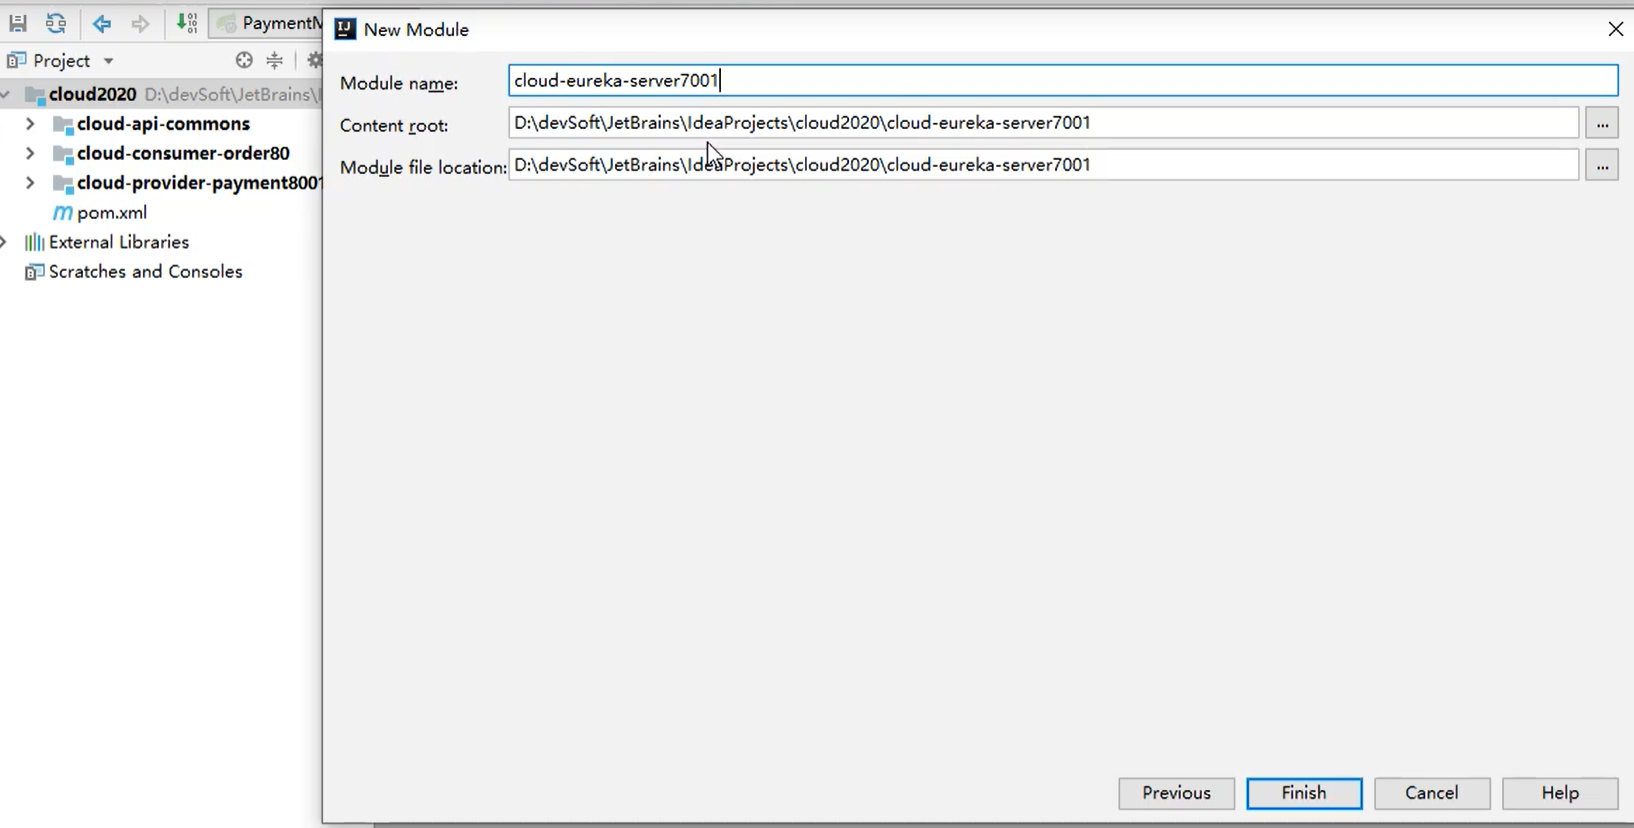 PaymentM
New Module
Project
Module name:
cloud-eureka-server7001
cloud2020 D:\devSoft\JetBrains\I
cloud-api-commons
Content root:
D:\devSoft\JetBrains\IdeaProjects\cloud2020\cloud-eureka-server7001
...
cloud-consumer-order80
Module file location:
D:\devSoft\JetBrains\IdeaProjects\cloud2020\cloud-eureka-server7001
...
cloud-provider-payment8001
pom.xml
External Libraries
Scratches and Consoles
Previous
Finish
Cancel
Help